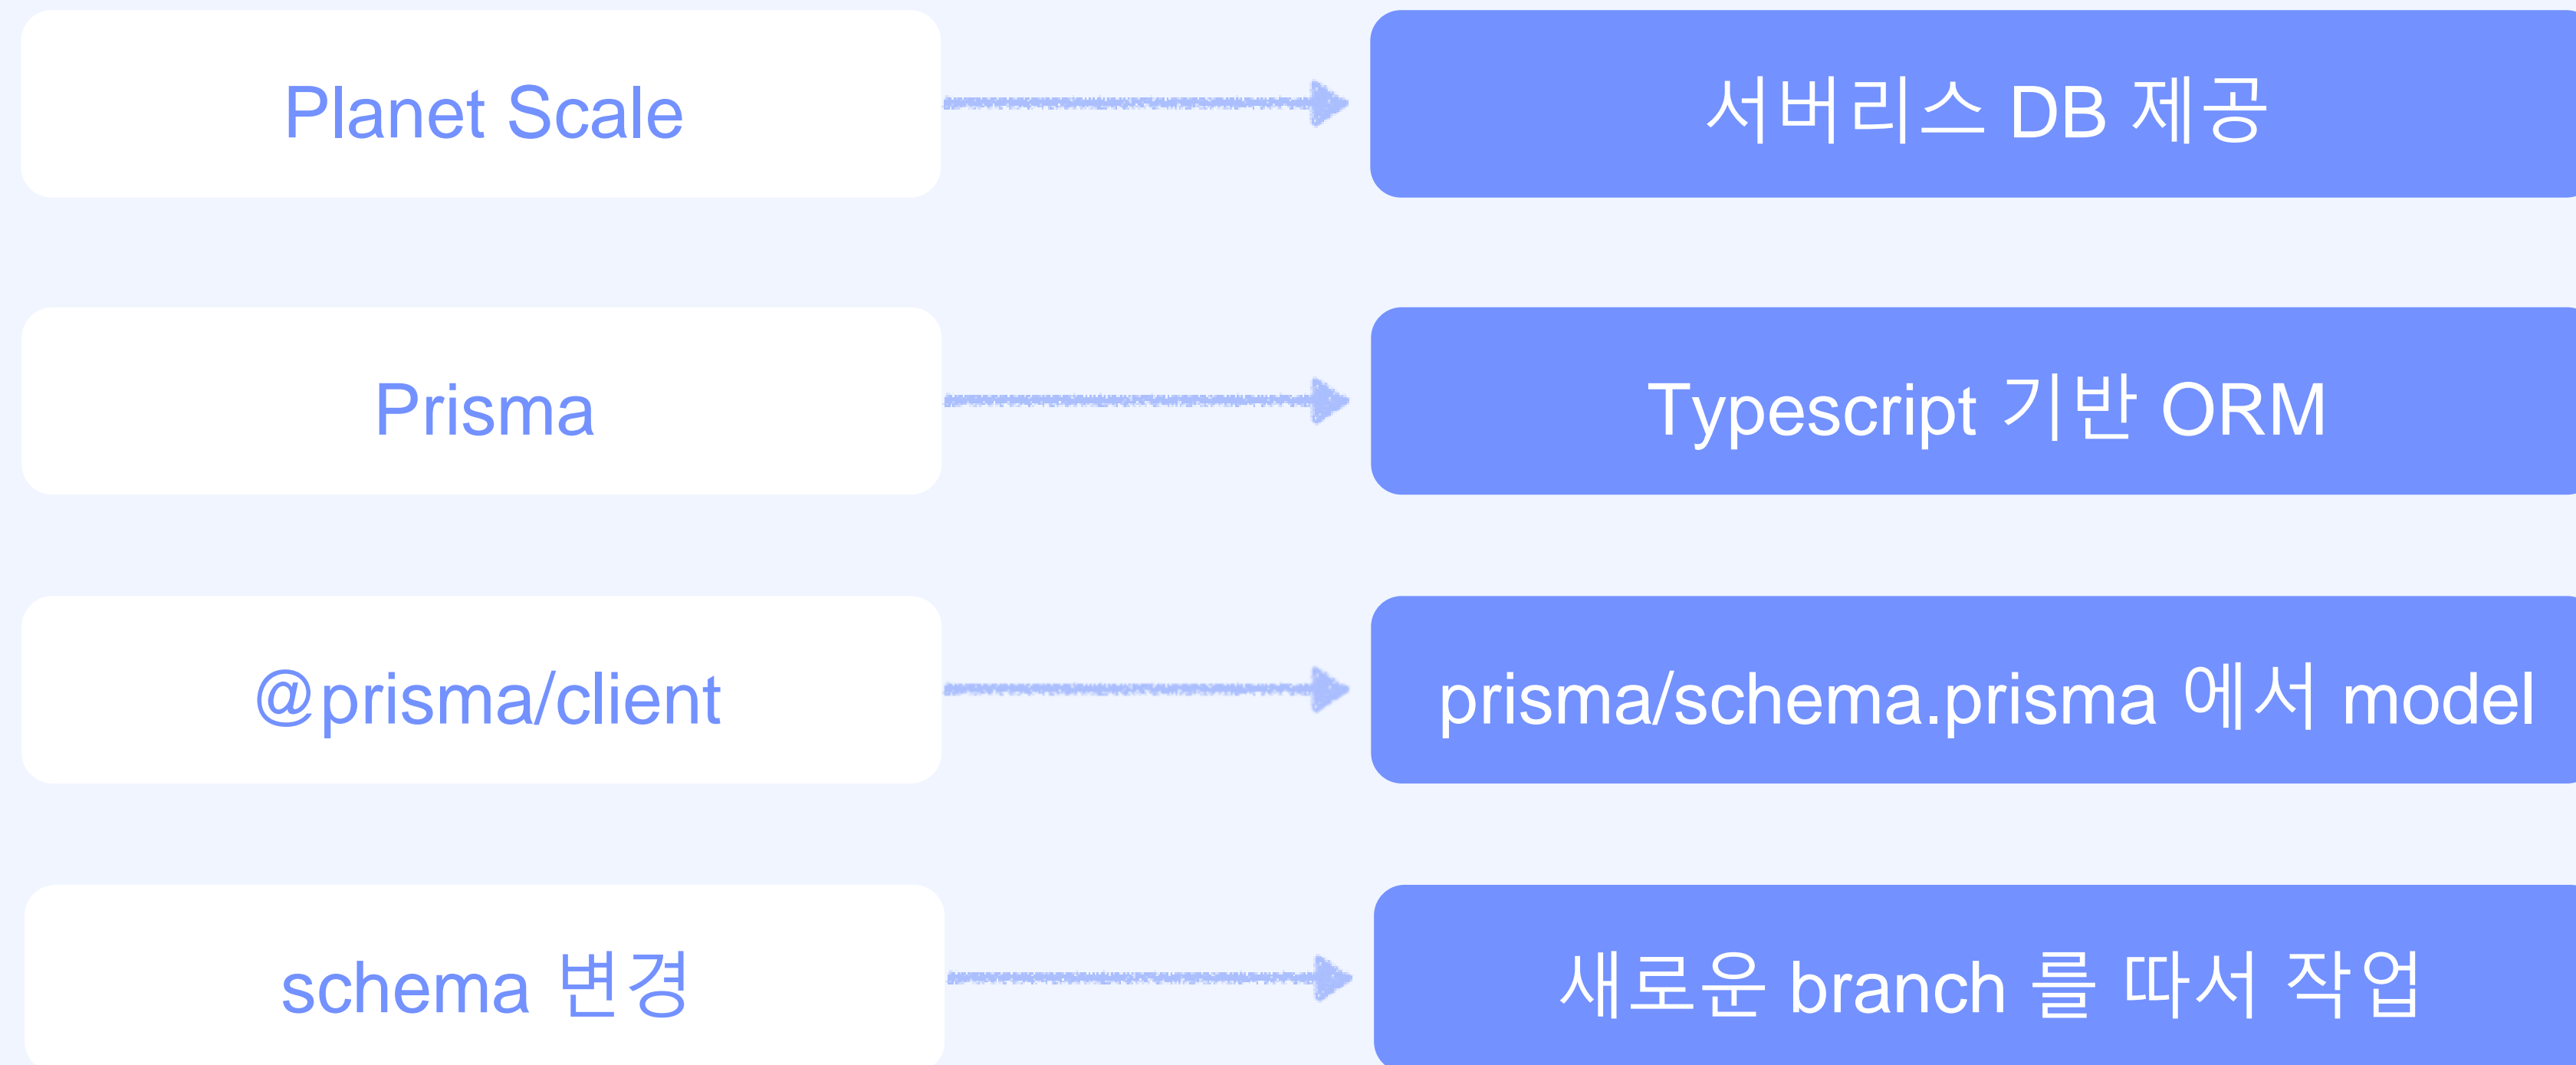 Planet Scale
서버리스 DB 제공
Prisma
Typescript 기반 ORM
@prisma/client
prisma/schema.prisma 에서 model
schema 변경
새로운 branch 를 따서 작업